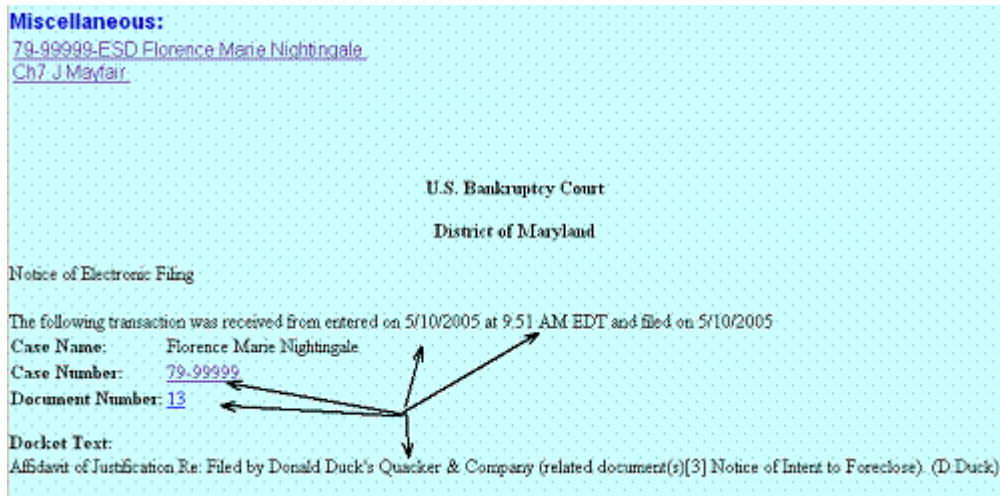 Miscellaneous:
79-99999-ESD Florence Marie Nightingale
Ch7 J Mayfair
U.S. Bankruptcy Court
District of Maryland
Notice of Electronic Filing
The following transaction was received from entered on 5/10/2005 at 9:51 AM EDT and filed on 5/10/2005
Case Name: Florence Marie Nightingale
Case Number: 79-99999
Document Number: 13
Docket Text:
Affidavit of Justification Re: Filed by Donald Duck's Quacker & Company (related document(s)[3] Notice of Intent to Foreclose). (D.Duck)